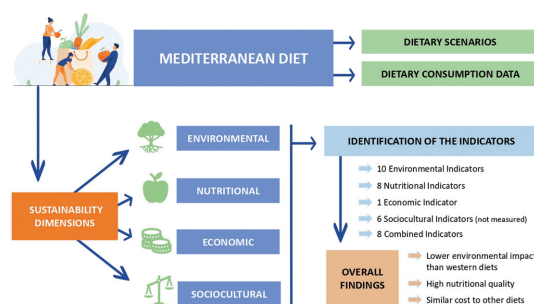 MEDITERRANEAN DIET
DIETARY SCENARIOS
DIETARY CONSUMPTION DATA
SUSTAINABILITY
DIMENSIONS
ENVIRONMENTAL
NUTRITIONAL
ECONOMIC
SOCIOCULTURAL
IDENTIFICATION OF THE INDICATORS
10 Environmental Indicators
8 Nutritional Indicators
1 Economic Indicator
6 Sociocultural Indicators (not measured)
8 Combined Indicators
OVERALL
FINDINGS
Lower environmental impact
than western diets
High nutritional quality
Similar cost to other diets